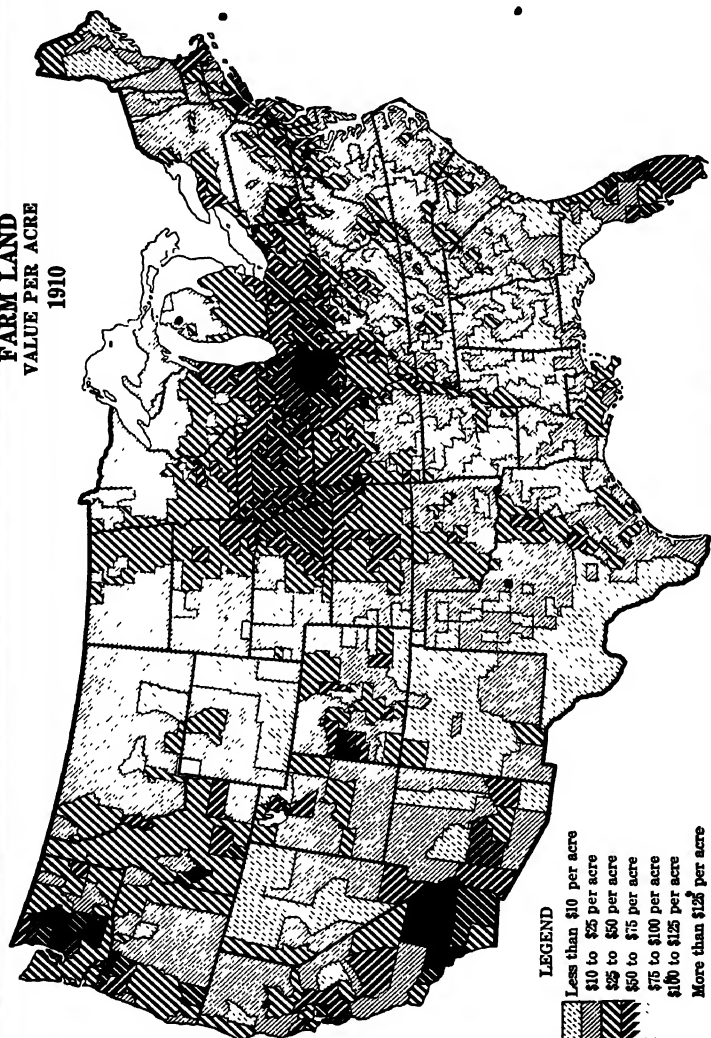 FARM LAND
VALUE PER ACRE
1910
LEGEND
Less than $10 per acre
$10 to $25 per acre
$25 to $50 per acre
$50 to $75 per acre
$75 to $100 per acre
$100 to $125 per acre
More than $125 per acre